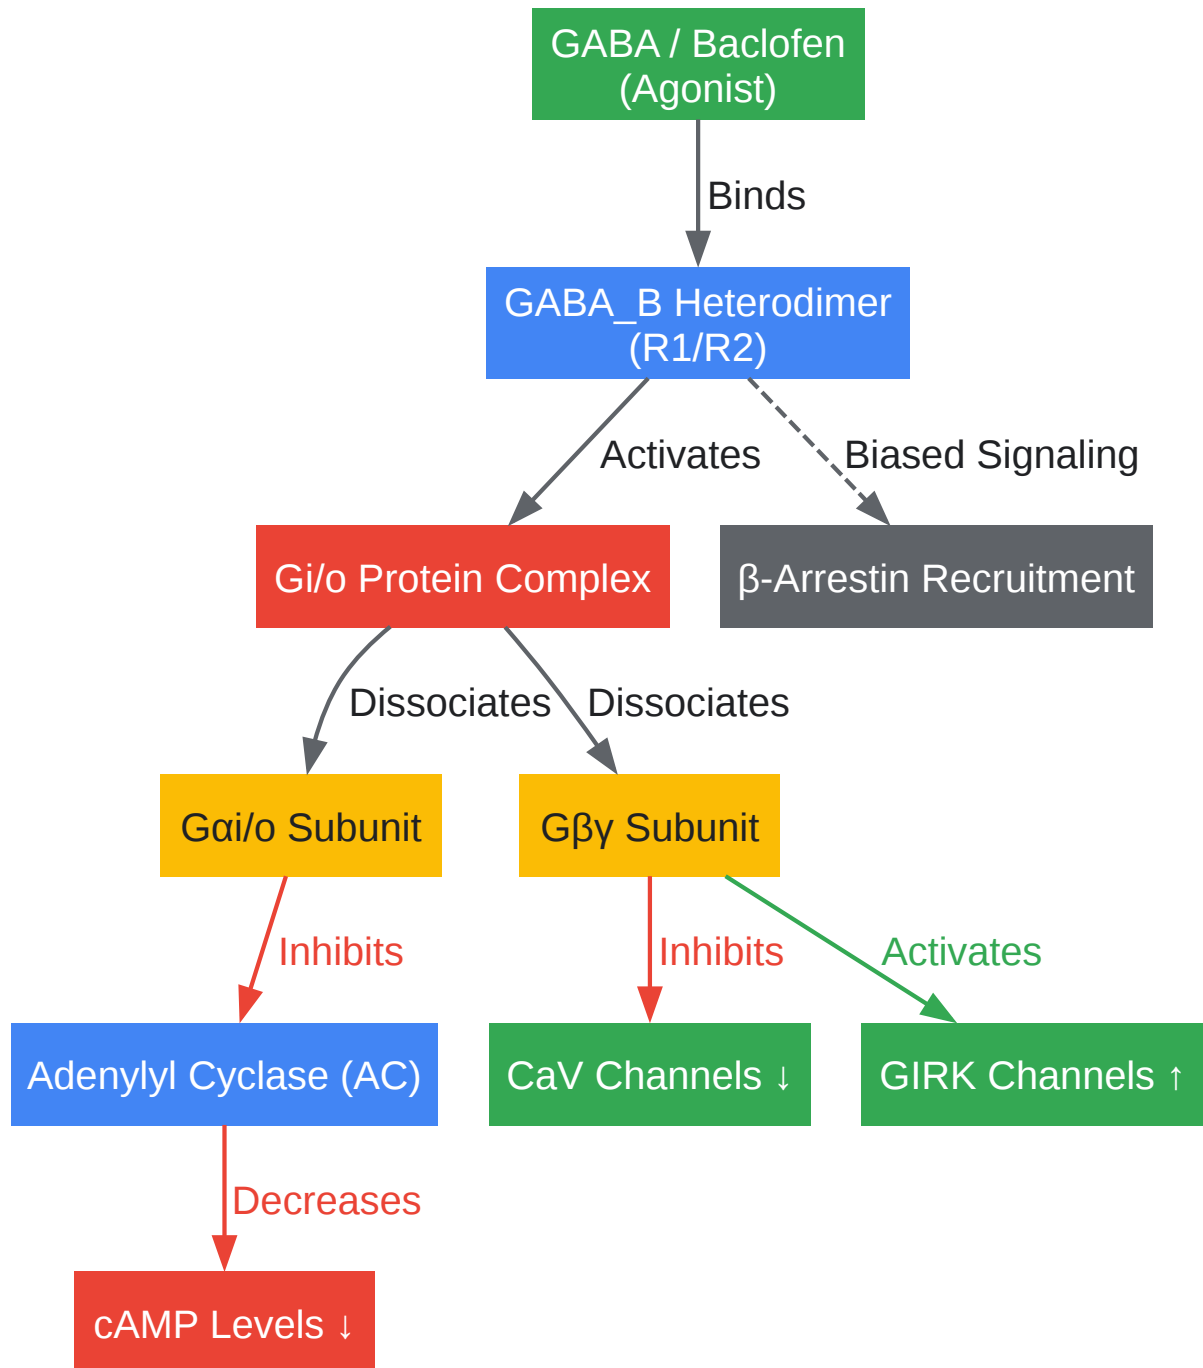 GABA / Baclofen
(Agonist)
Binds
GABA_B Heterodimer
(R1/R2)
Activates
Biased Signaling
Gi/o Protein Complex
β-Arrestin Recruitment
Dissociates
Dissociates
Gαi/o Subunit
Gβγ Subunit
Inhibits
Inhibits
Activates
Adenylyl Cyclase (AC)
CaV Channels ↓
GIRK Channels ↑
Decreases
cAMP Levels ↓